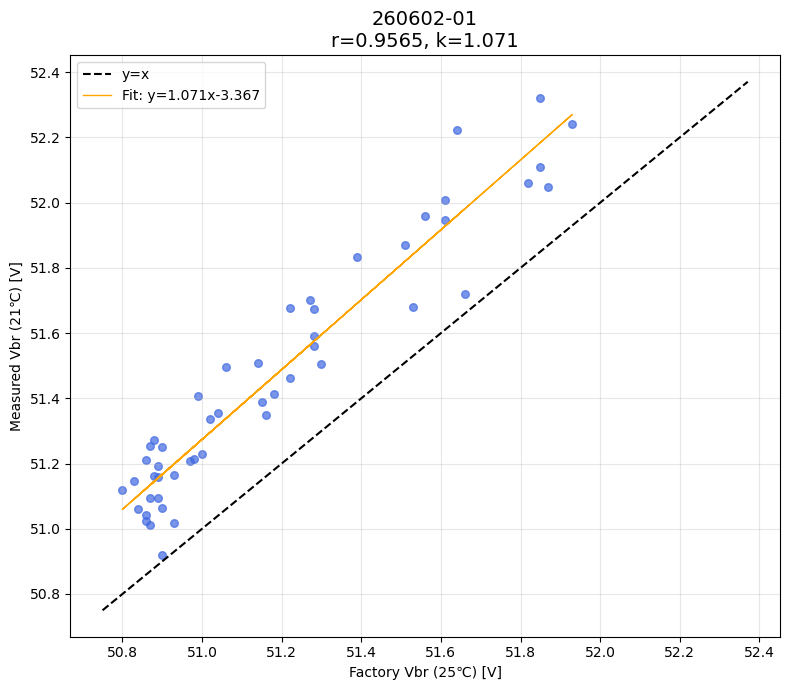 260602-01
r=0.9565, k=1.071
y=x
Fit: y=1.071x-3.367
Measured Vbr (21℃) [V]
52.4
52.2
52.0
51.8
51.6
51.4
51.2
51.0
50.8
50.8 51.0 51.2 51.4 51.6 51.8 52.0 52.2 52.4
Factory Vbr (25℃) [V]